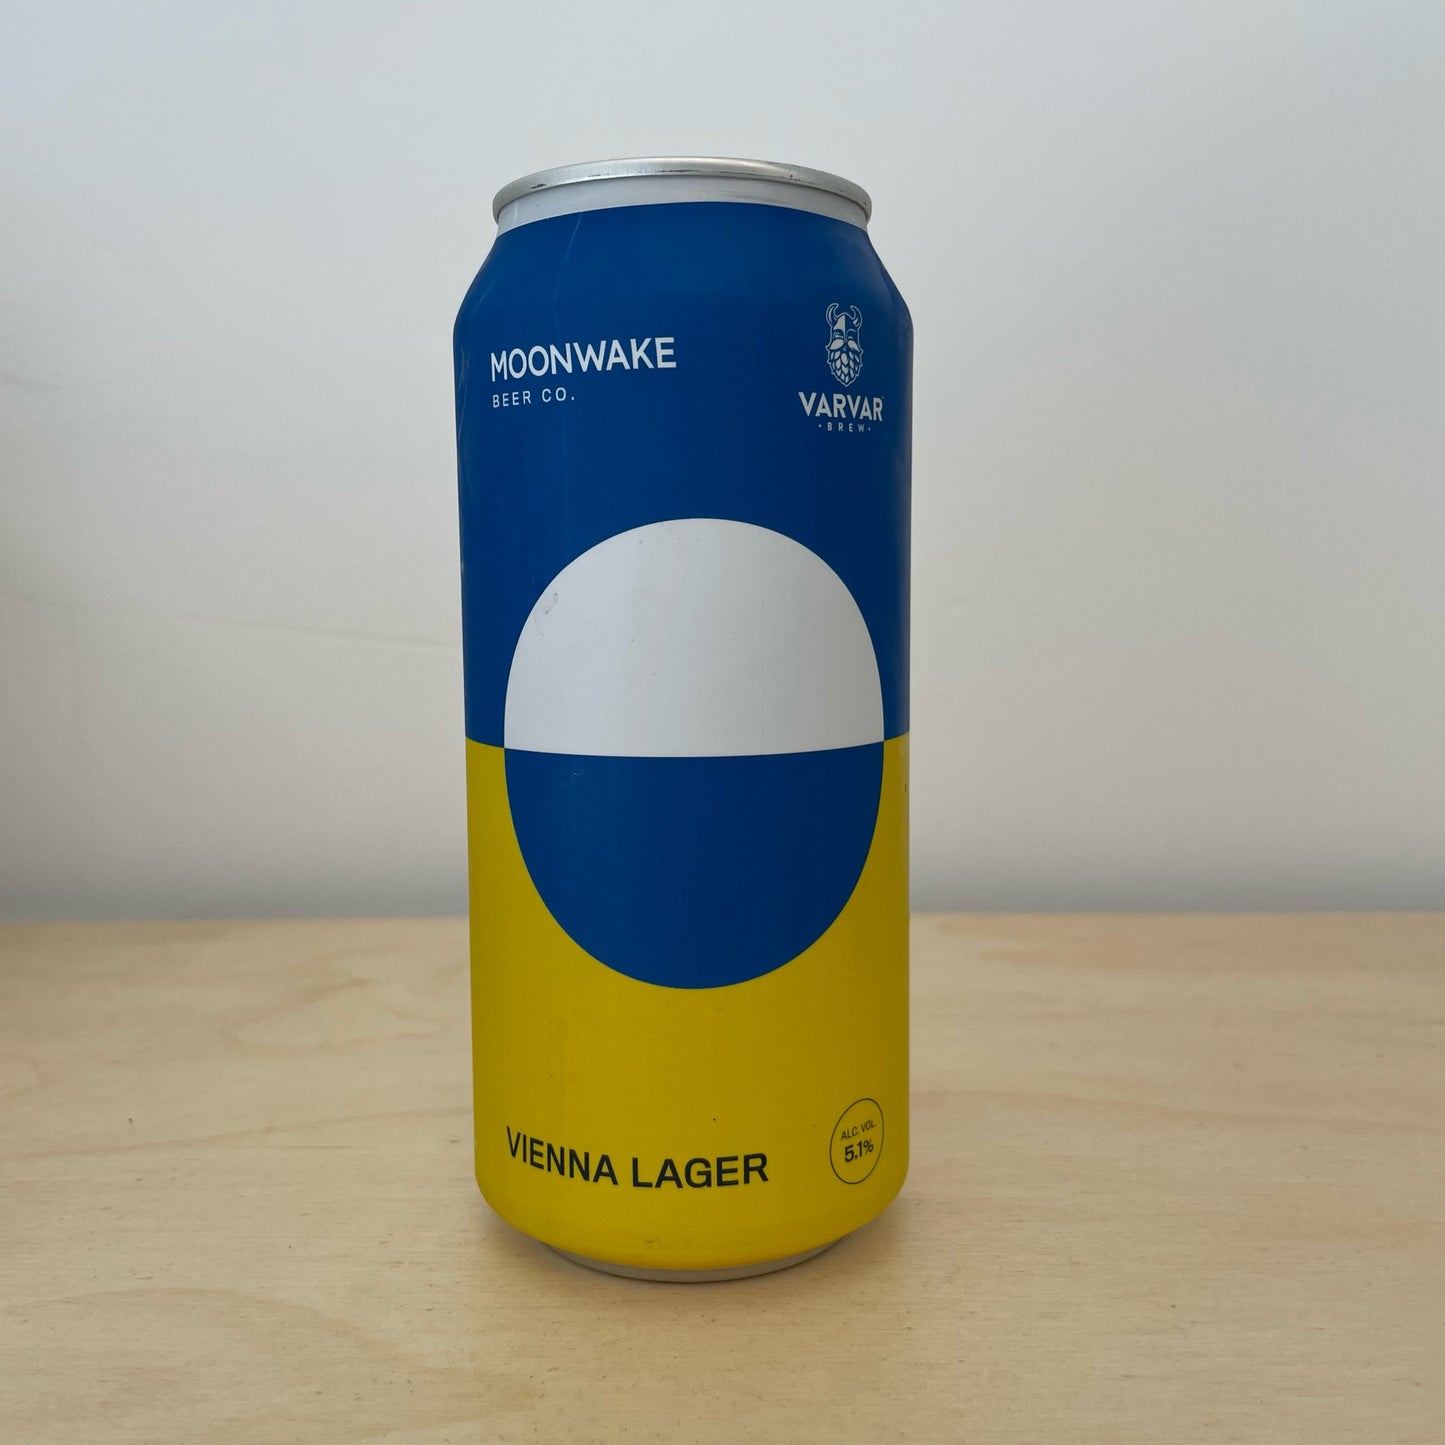 MOONWAKE
BEER CO.
VARVAR
·BREW·
VIENNA LAGER
ALC. VOL.
5.1%